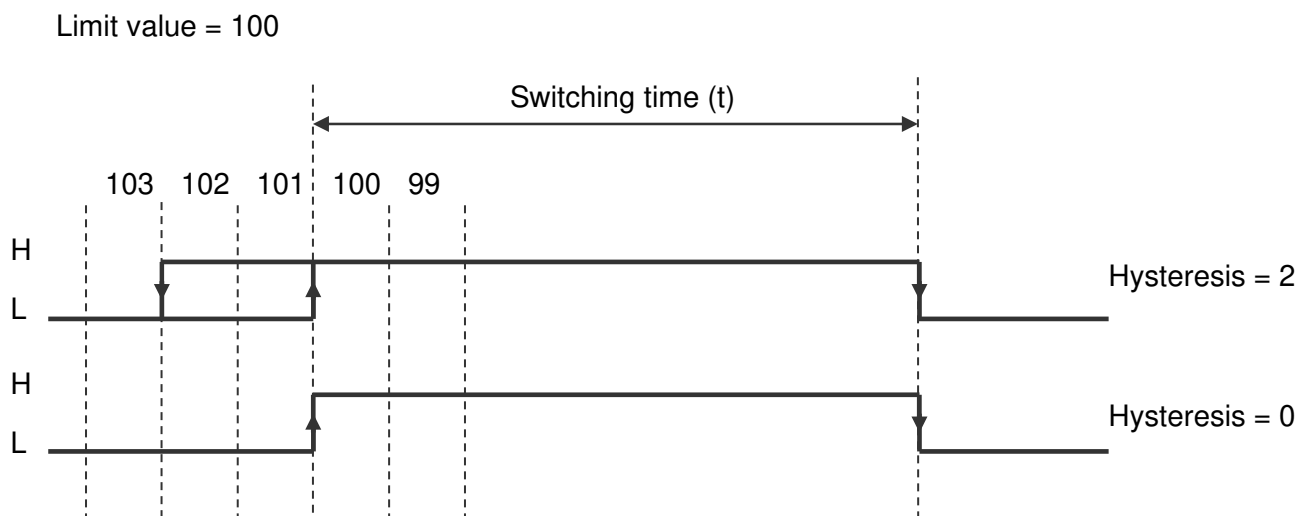 Limit value = 100
Switching time (t)
103 102 101 100 99
H
Hysteresis = 2
L
H
Hysteresis = 0
L